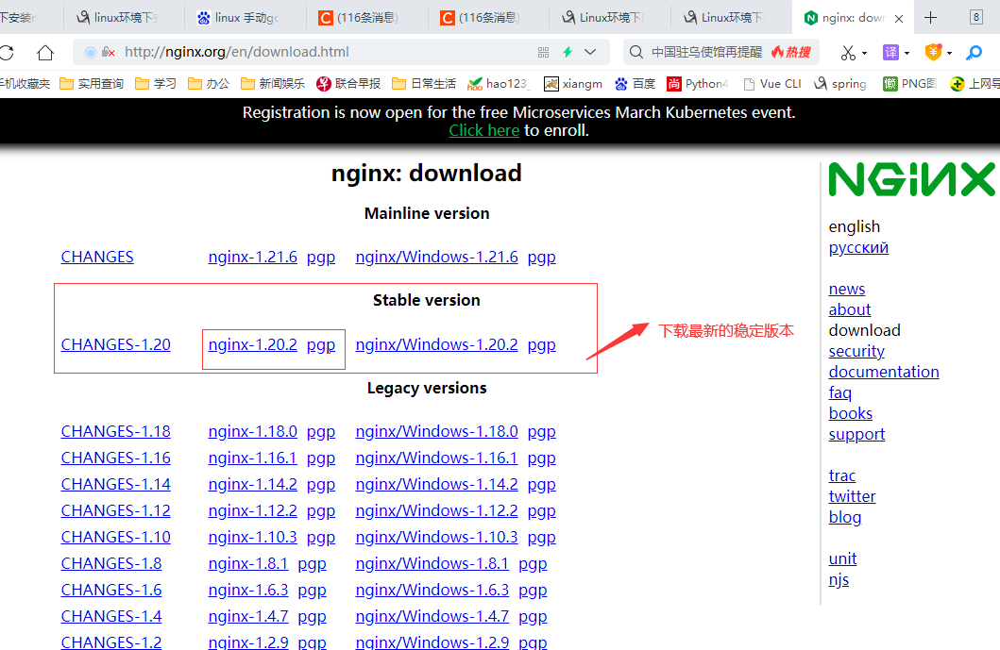 下安装n linux环境下 linux 手动go (116条消息) (116条消息) Linux环境下 Linux环境下 nginx: dow 8
http://nginx.org/en/download.html 中国驻乌使馆再提醒 热搜 译
手机收藏夹 实用查询 学习 办公 新闻娱乐 联合早报 日常生活 hao123_ xiangm 百度 Python4 Vue CLI spring PNG图 上网导
Registration is now open for the free Microservices March Kubernetes event.
Click here to enroll.
nginx: download
Mainline version
CHANGES nginx-1.21.6 pgp nginx/Windows-1.21.6 pgp
Stable version
CHANGES-1.20 nginx-1.20.2 pgp nginx/Windows-1.20.2 pgp
下载最新的稳定版本
Legacy versions
CHANGES-1.18 nginx-1.18.0 pgp nginx/Windows-1.18.0 pgp
CHANGES-1.16 nginx-1.16.1 pgp nginx/Windows-1.16.1 pgp
CHANGES-1.14 nginx-1.14.2 pgp nginx/Windows-1.14.2 pgp
CHANGES-1.12 nginx-1.12.2 pgp nginx/Windows-1.12.2 pgp
CHANGES-1.10 nginx-1.10.3 pgp nginx/Windows-1.10.3 pgp
CHANGES-1.8 nginx-1.8.1 pgp nginx/Windows-1.8.1 pgp
CHANGES-1.6 nginx-1.6.3 pgp nginx/Windows-1.6.3 pgp
CHANGES-1.4 nginx-1.4.7 pgp nginx/Windows-1.4.7 pgp
CHANGES-1.2 nginx-1.2.9 pgp nginx/Windows-1.2.9 pgp
NGINX
english
русский
news
about
download
security
documentation
faq
books
support
trac
twitter
blog
unit
njs